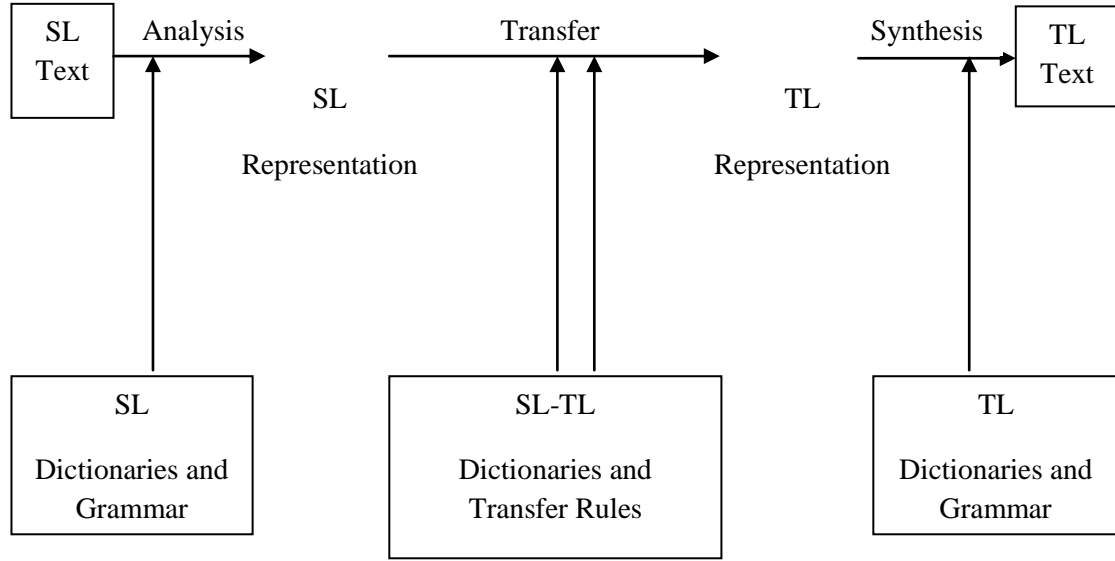 SL
Text
Analysis
Transfer
Synthesis
TL
Text
SL
Representation
TL
Representation
SL
Dictionaries and
Grammar
SL-TL
Dictionaries and
Transfer Rules
TL
Dictionaries and
Grammar